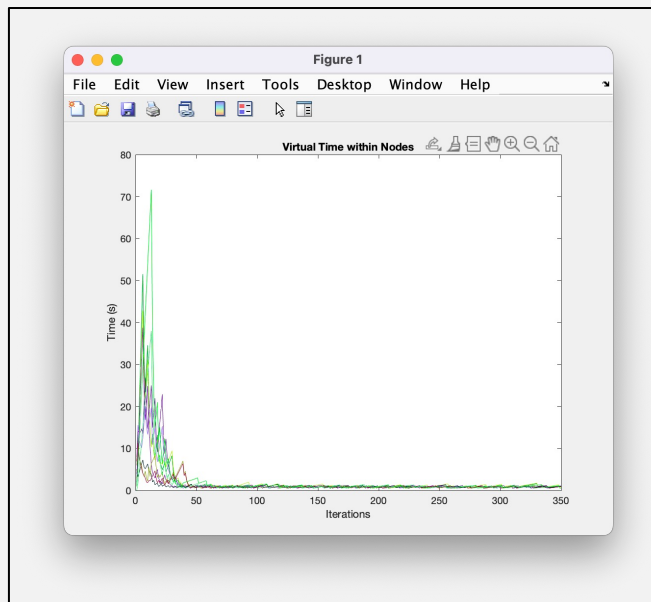 Figure 1
File Edit View Insert Tools Desktop Window Help
Virtual Time within Nodes
80
70
60
50
40
30
20
10
0
Time (s)
0 50 100 150 200 250 300 350
Iterations